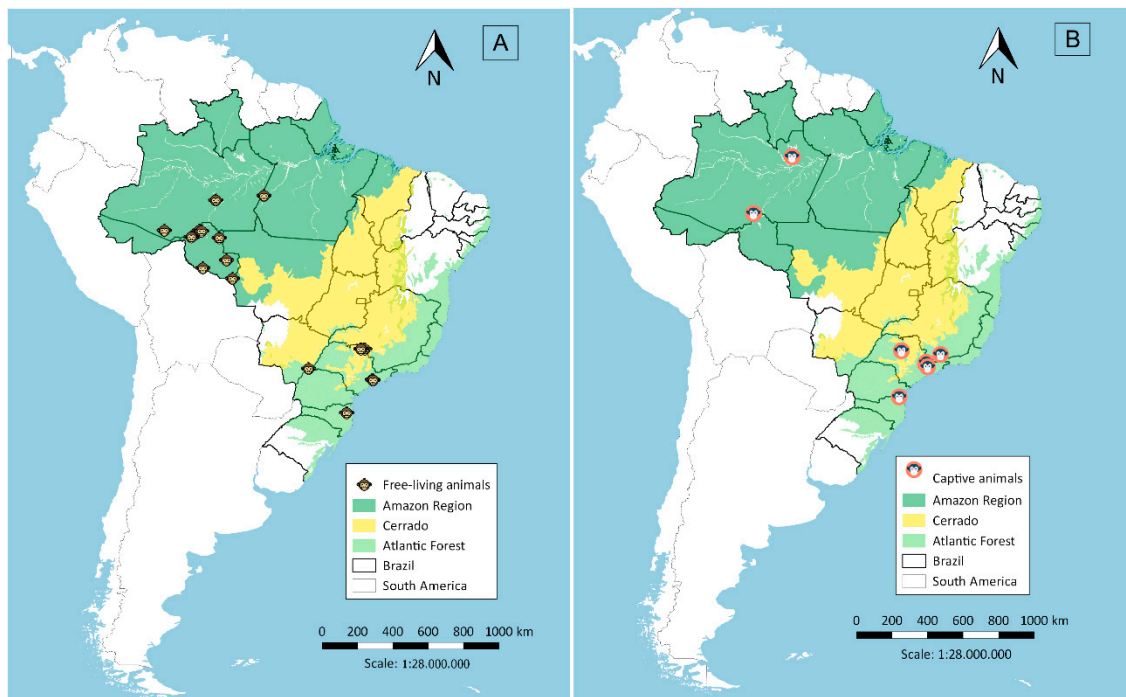 A
N
Free-living animals
Amazon Region
Cerrado
Atlantic Forest
Brazil
South America
0 200 400 600 800 1000 km
Scale: 1:28.000.000
B
N
Captive animals
Amazon Region
Cerrado
Atlantic Forest
Brazil
South America
0 200 400 600 800 1000 km
Scale: 1:28.000.000